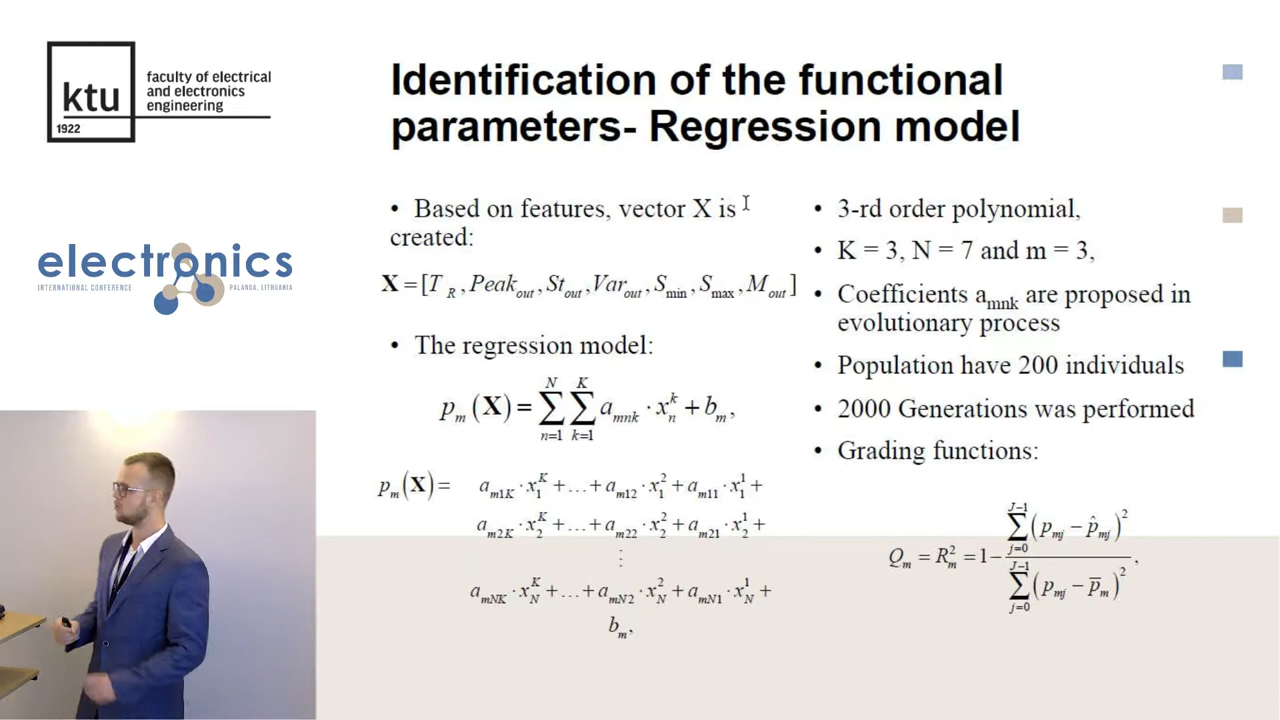 ktu
1922
faculty of electrical
and electronics
engineering
electronics
INTERNATIONAL CONFERENCE
PALANGA, LITHUANIA
Identification of the functional
parameters- Regression model
• Based on features, vector X is
created:
X = [T_R, Peak_out, St_out, Var_out, S_min, S_max, M_out]
• The regression model:
p_m (X) = ∑_{n=1}^{N} ∑_{k=1}^{K} a_mnk · x_n^k + b_m,
p_m (X) = a_m1K · x_1^K + … + a_m12 · x_1^2 + a_m11 · x_1^1 +
a_m2K · x_2^K + … + a_m22 · x_2^2 + a_m21 · x_2^1 +
⋮
a_mNK · x_N^K + … + a_mN2 · x_N^2 + a_mN1 · x_N^1 +
b_m,
• 3-rd order polynomial,
• K = 3, N = 7 and m = 3,
• Coefficients a_mnk are proposed in
evolutionary process
• Population have 200 individuals
• 2000 Generations was performed
• Grading functions:
Q_m = R_m^2 = 1 − ∑_{j=0}^{J−1} (p_mj − p̂_mj)^2 / ∑_{j=0}^{J−1} (p_mj − p̄_m)^2,